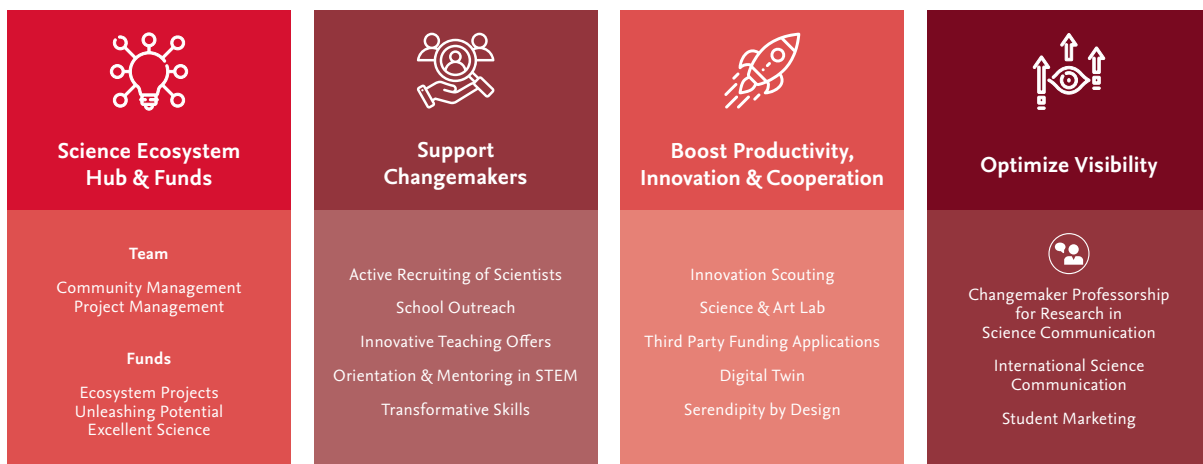 Science Ecosystem
Hub & Funds
Team
Community Management
Project Management
Funds
Ecosystem Projects
Unleashing Potential
Excellent Science
Support
Changemakers
Active Recruiting of Scientists
School Outreach
Innovative Teaching Offers
Orientation & Mentoring in STEM
Transformative Skills
Boost Productivity,
Innovation & Cooperation
Innovation Scouting
Science & Art Lab
Third Party Funding Applications
Digital Twin
Serendipity by Design
Optimize Visibility
Changemaker Professorship
for Research in
Science Communication
International Science
Communication
Student Marketing